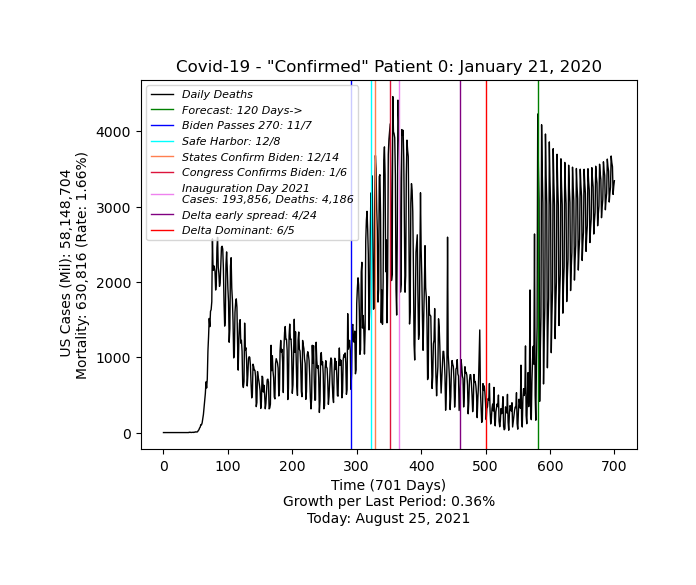 Covid-19 - "Confirmed" Patient 0: January 21, 2020
Daily Deaths
Forecast: 120 Days->
Biden Passes 270: 11/7
Safe Harbor: 12/8
States Confirm Biden: 12/14
Congress Confirms Biden: 1/6
Inauguration Day 2021
Cases: 193,856, Deaths: 4,186
Delta early spread: 4/24
Delta Dominant: 6/5
US Cases (Mil): 58,148,704
Mortality: 630,816 (Rate: 1.66%)
4000
3000
2000
1000
0
0 100 200 300 400 500 600 700
Time (701 Days)
Growth per Last Period: 0.36%
Today: August 25, 2021